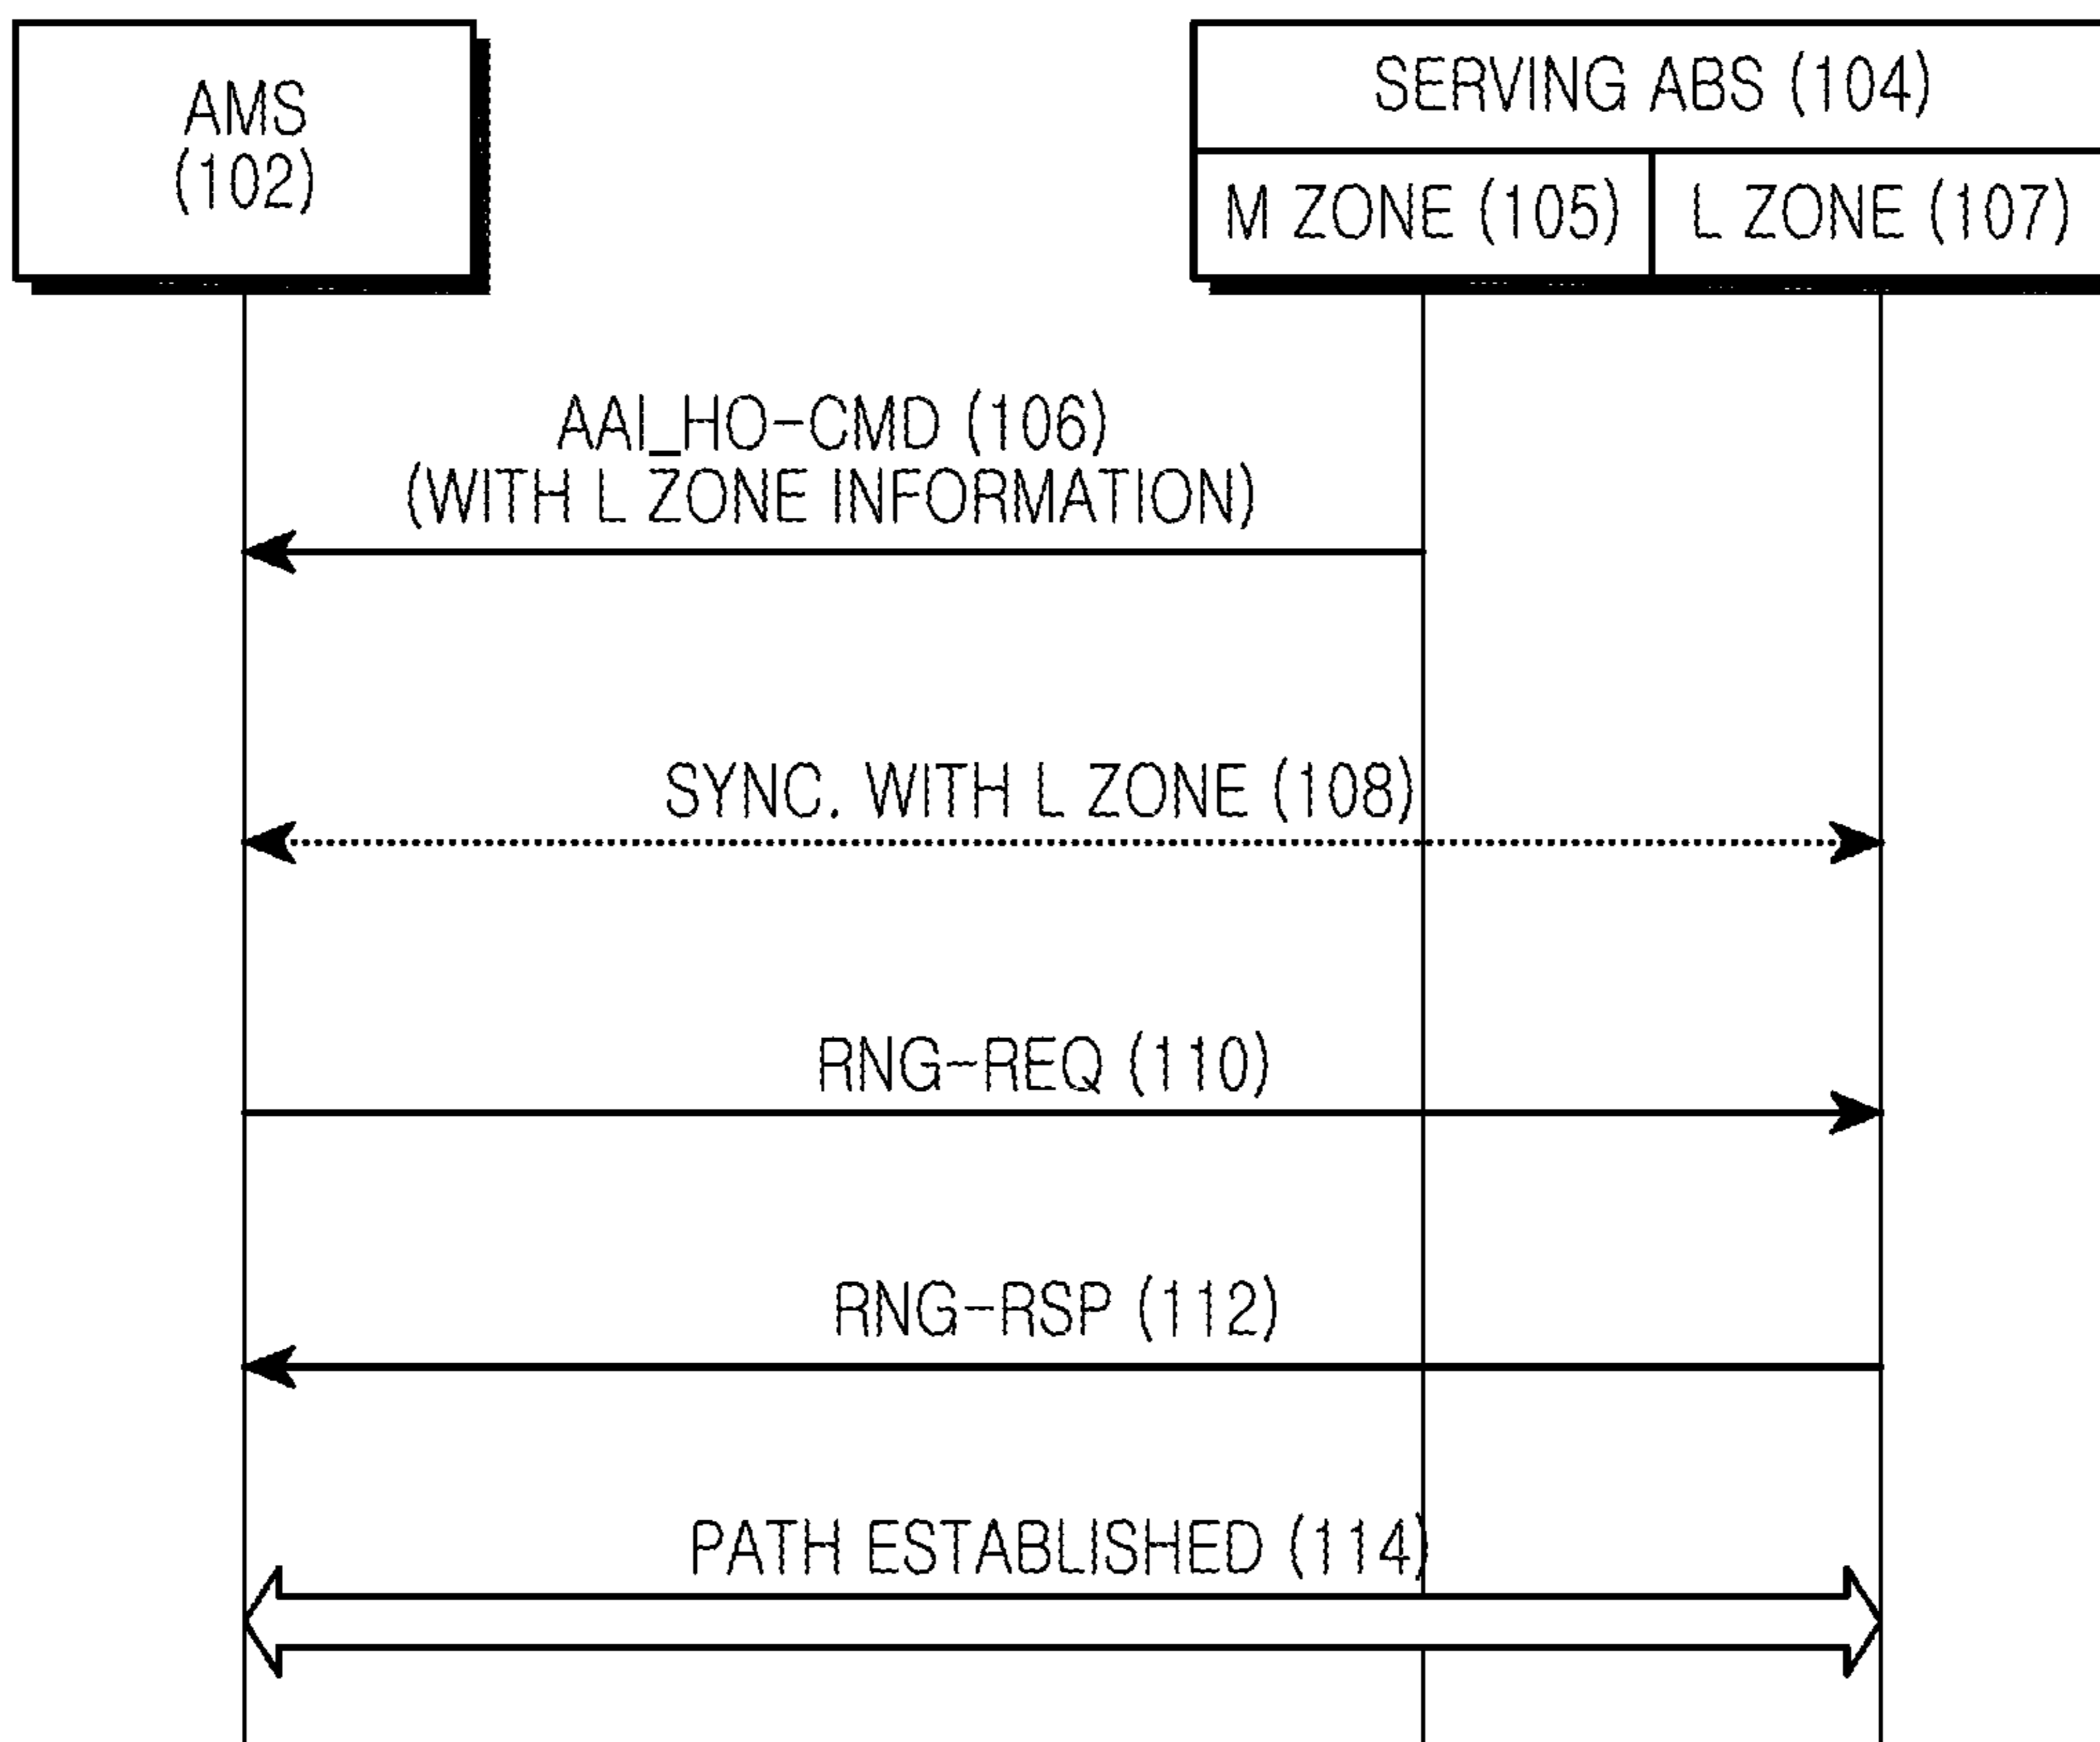 AMS
(102)
SERVING ABS (104)
M ZONE (105)
L ZONE (107)
AAI_HO-CMD (106)
(WITH L ZONE INFORMATION)
SYNC. WITH L ZONE (108)
RNG-REQ (110)
RNG-RSP (112)
PATH ESTABLISHED (114)